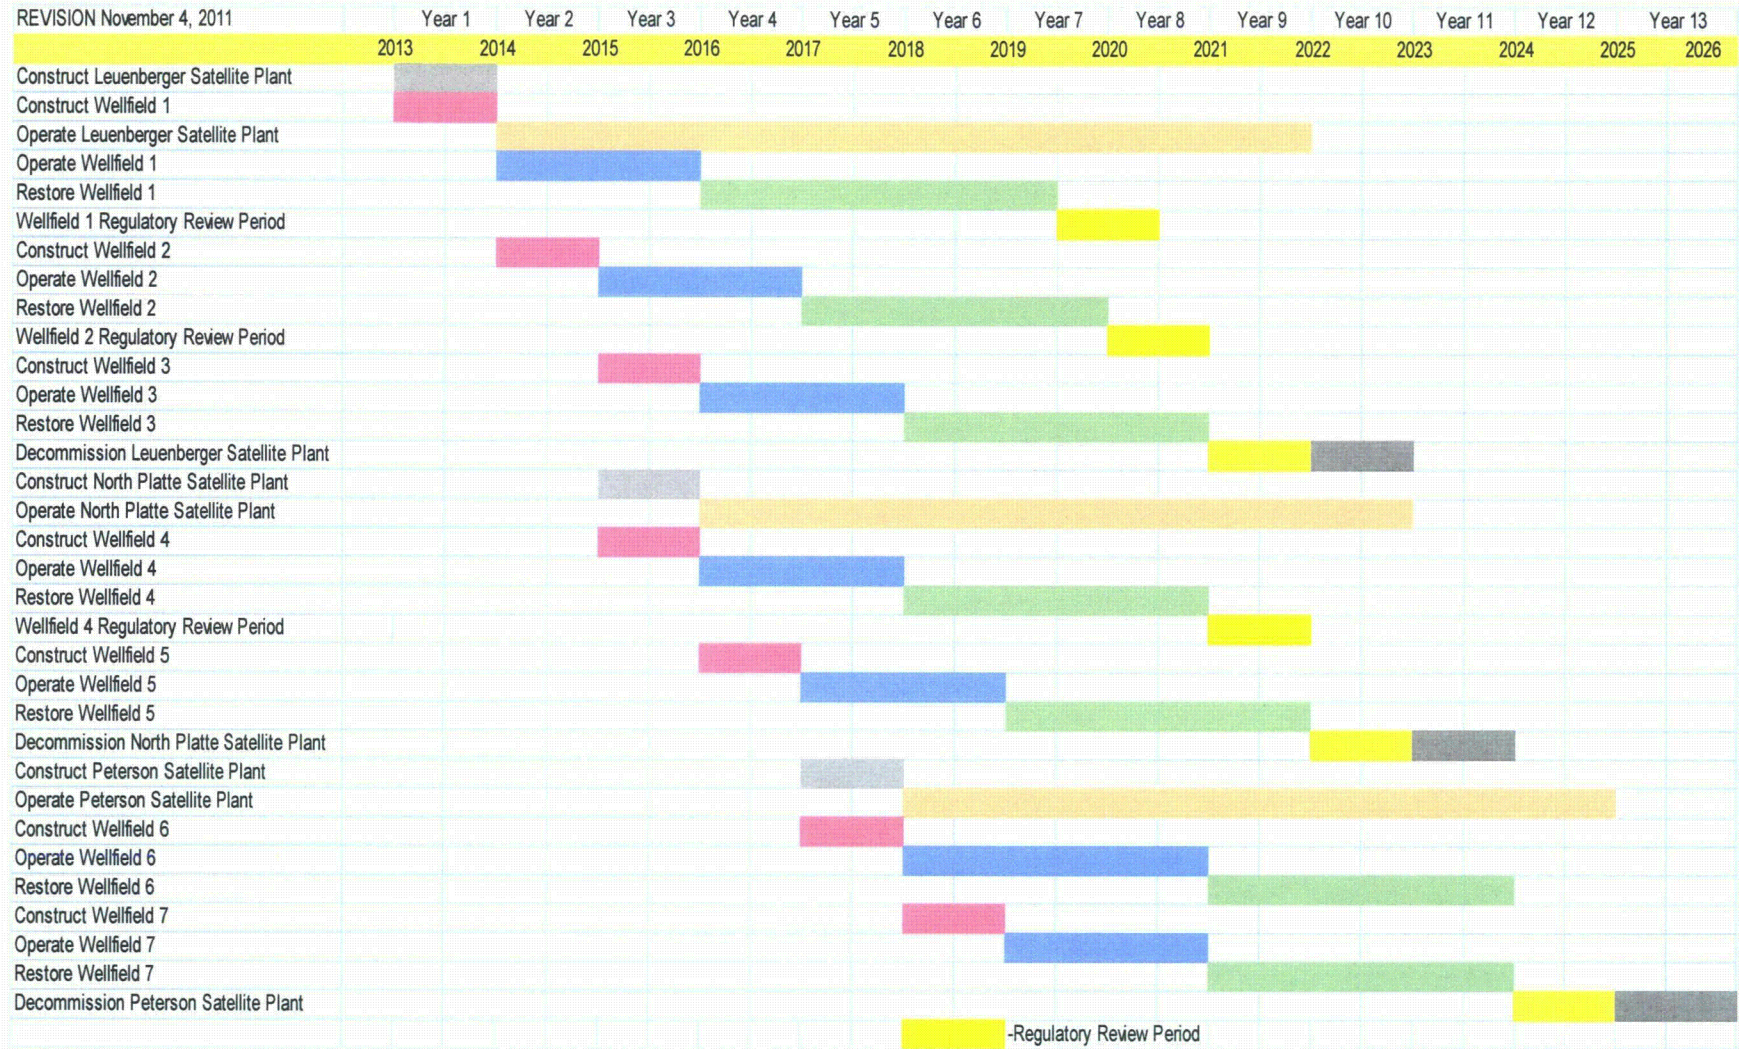 REVISION November 4, 2011 Year 1 Year 2 Year 3 Year 4 Year 5 Year 6 Year 7 Year 8 Year 9 Year 10 Year 11 Year 12 Year 13
2013 2014 2015 2016 2017 2018 2019 2020 2021 2022 2023 2024 2025 2026
Construct Leuenberger Satellite Plant
Construct Wellfield 1
Operate Leuenberger Satellite Plant
Operate Wellfield 1
Restore Wellfield 1
Wellfield 1 Regulatory Review Period
Construct Wellfield 2
Operate Wellfield 2
Restore Wellfield 2
Wellfield 2 Regulatory Review Period
Construct Wellfield 3
Operate Wellfield 3
Restore Wellfield 3
Decommission Leuenberger Satellite Plant
Construct North Platte Satellite Plant
Operate North Platte Satellite Plant
Construct Wellfield 4
Operate Wellfield 4
Restore Wellfield 4
Wellfield 4 Regulatory Review Period
Construct Wellfield 5
Operate Wellfield 5
Restore Wellfield 5
Decommission North Platte Satellite Plant
Construct Peterson Satellite Plant
Operate Peterson Satellite Plant
Construct Wellfield 6
Operate Wellfield 6
Restore Wellfield 6
Construct Wellfield 7
Operate Wellfield 7
Restore Wellfield 7
Decommission Peterson Satellite Plant
-Regulatory Review Period